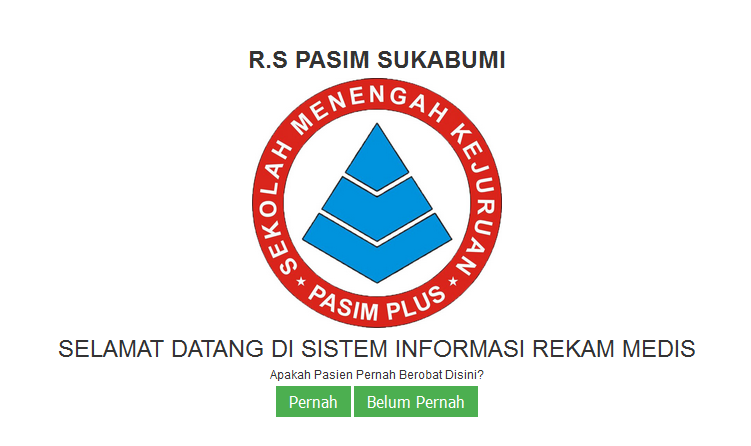 R.S PASIM SUKABUMI
SEKOLAH MENENGAH KEJURUAN
PASIM PLUS
SELAMAT DATANG DI SISTEM INFORMASI REKAM MEDIS
Apakah Pasien Pernah Berobat Disini?
Pernah Belum Pernah